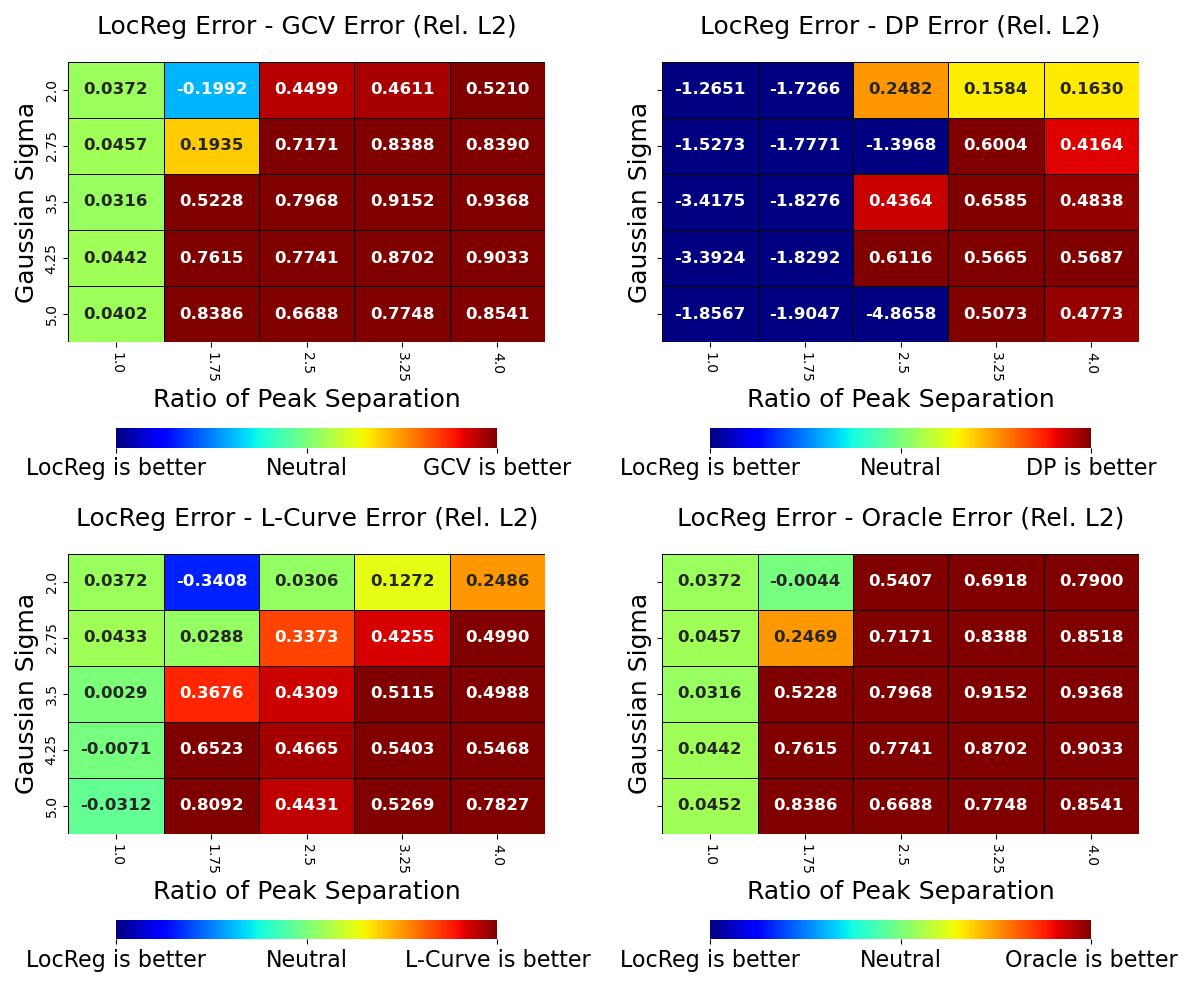 LocReg Error - GCV Error (Rel. L2)
Gaussian Sigma
2.0 0.0372 -0.1992 0.4499 0.4611 0.5210
2.75 0.0457 0.1935 0.7171 0.8388 0.8390
3.5 0.0316 0.5228 0.7968 0.9152 0.9368
4.25 0.0442 0.7615 0.7741 0.8702 0.9033
5.0 0.0402 0.8386 0.6688 0.7748 0.8541
1.0 1.75 2.5 3.25 4.0
Ratio of Peak Separation
LocReg is better Neutral GCV is better
LocReg Error - DP Error (Rel. L2)
Gaussian Sigma
-1.2651 -1.7266 0.2482 0.1584 0.1630
-1.5273 -1.7771 -1.3968 0.6004 0.4164
-3.4175 -1.8276 0.4364 0.6585 0.4838
-3.3924 -1.8292 0.6116 0.5665 0.5687
-1.8567 -1.9047 -4.8658 0.5073 0.4773
1.0 1.75 2.5 3.25 4.0
Ratio of Peak Separation
LocReg is better Neutral DP is better
LocReg Error - L-Curve Error (Rel. L2)
Gaussian Sigma
2.0 0.0372 -0.3408 0.0306 0.1272 0.2486
2.75 0.0433 0.0288 0.3373 0.4255 0.4990
3.5 0.0029 0.3676 0.4309 0.5115 0.4988
4.25 -0.0071 0.6523 0.4665 0.5403 0.5468
5.0 -0.0312 0.8092 0.4431 0.5269 0.7827
1.0 1.75 2.5 3.25 4.0
Ratio of Peak Separation
LocReg is better Neutral L-Curve is better
LocReg Error - Oracle Error (Rel. L2)
Gaussian Sigma
0.0372 -0.0044 0.5407 0.6918 0.7900
0.0457 0.2469 0.7171 0.8388 0.8518
0.0316 0.5228 0.7968 0.9152 0.9368
0.0442 0.7615 0.7741 0.8702 0.9033
0.0452 0.8386 0.6688 0.7748 0.8541
1.0 1.75 2.5 3.25 4.0
Ratio of Peak Separation
LocReg is better Neutral Oracle is better